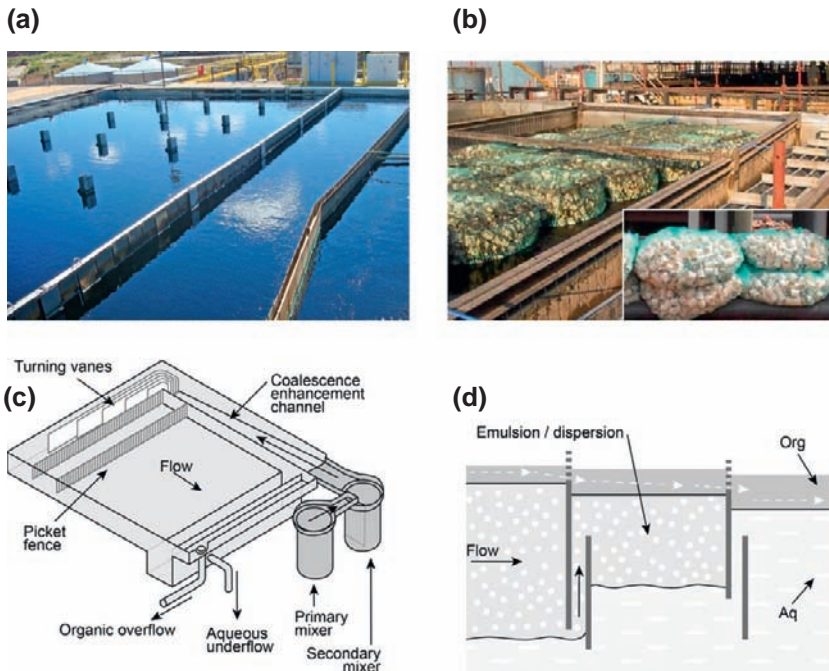 (a)
(b)
(c)
Turning vanes
Coalescence
enhancement
channel
Flow
Picket
fence
Organic overflow
Aqueous
underflow
Primary
mixer
Secondary
mixer
(d)
Emulsion / dispersion
Org
Flow
Aq